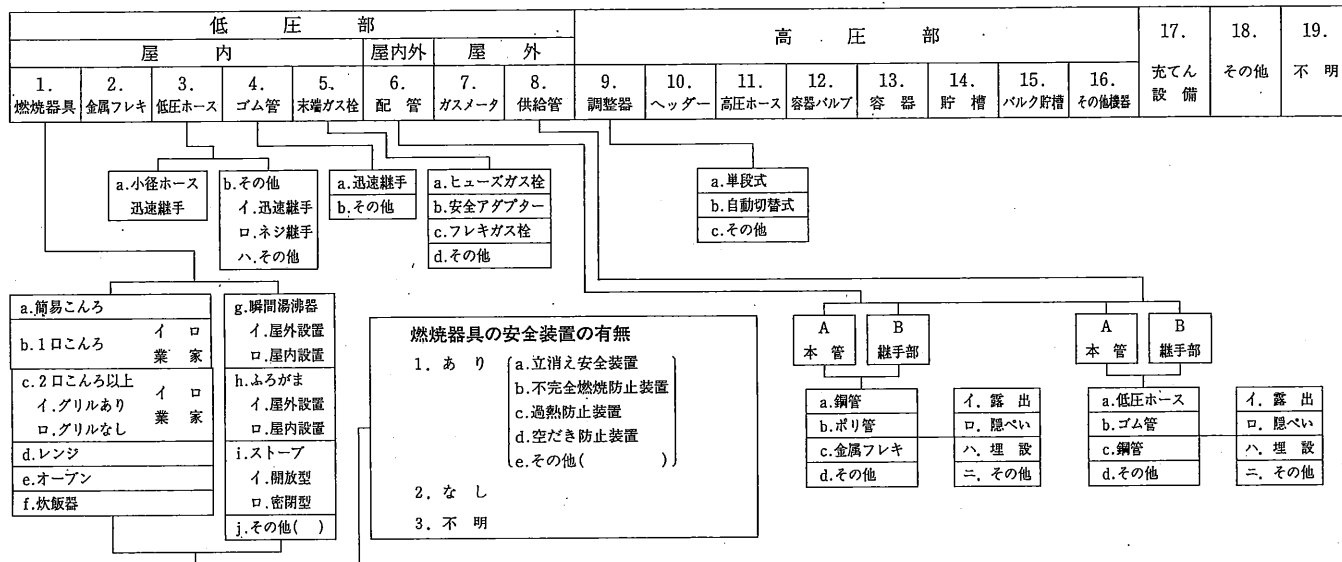 低圧部
高圧部
17. 充てん設備
18. その他
19. 不明
屋内
屋内外
屋外
1. 燃焼器具
2. 金属フレキ
3. 低圧ホース
4. ゴム管
5. 末端ガス栓
6. 配管
7. ガスメータ
8. 供給管
9. 調整器
10. ヘッダー
11. 高圧ホース
12. 容器バルブ
13. 容器
14. 貯槽
15. バルク貯槽
16. その他機器
a.小径ホース
迅速継手
b.その他
イ.迅速継手
ロ.ネジ継手
ハ.その他
a.迅速継手
b.その他
a.ヒューズガス栓
b.安全アダプター
c.フレキガス栓
d.その他
a.単段式
b.自動切替式
c.その他
a.簡易こんろ
b.1口こんろ
イ ロ
業 家
c.2口こんろ以上
イ.グリルあり
ロ.グリルなし
イ ロ
業 家
d.レンジ
e.オーブン
f.炊飯器
g.瞬間湯沸器
イ.屋外設置
ロ.屋内設置
h.ふろがま
イ.屋外設置
ロ.屋内設置
i.ストーブ
イ.開放型
ロ.密閉型
j.その他( )
燃焼器具の安全装置の有無
1. あり
a.立消え安全装置
b.不完全燃焼防止装置
c.過熱防止装置
d.空だき防止装置
e.その他( )
2. なし
3. 不明
A 本管
B 継手部
a.鋼管
b.ポリ管
c.金属フレキ
d.その他
イ. 露出
ロ. 隠ぺい
ハ. 埋設
ニ. その他
A 本管
B 継手部
a.低圧ホース
b.ゴム管
c.鋼管
d.その他
イ. 露出
ロ. 隠ぺい
ハ. 埋設
ニ. その他